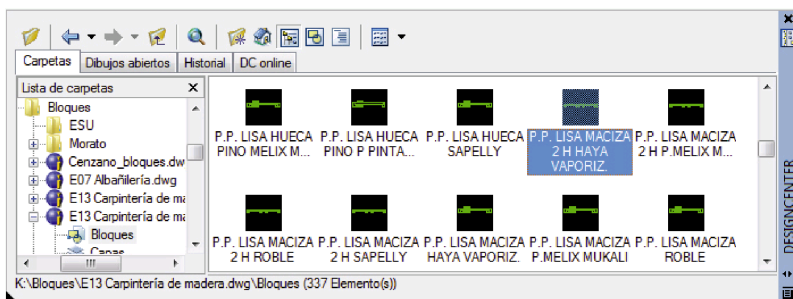 Carpetas
Dibujos abiertos
Historial
DC online
Lista de carpetas
Bloques
ESU
Morato
Cenzano_bloques.dw
E07 Albañilería.dwg
E13 Carpintería de ma
E13 Carpintería de ma
Bloques
Capas
P.P. LISA HUECA
PINO MELIX M...
P.P. LISA HUECA
PINO P PINTA...
P.P. LISA HUECA
SAPELLY
P.P. LISA MACIZA
2 H HAYA
VAPORIZ.
P.P. LISA MACIZA
2 H P.MELIX M...
P.P. LISA MACIZA
2 H ROBLE
P.P. LISA MACIZA
2 H SAPELLY
P.P. LISA MACIZA
HAYA VAPORIZ.
P.P. LISA MACIZA
P.MELIX MUKALI
P.P. LISA MACIZA
ROBLE
K:\Bloques\E13 Carpintería de madera.dwg\Bloques (337 Elemento(s))
DESIGNCENTER